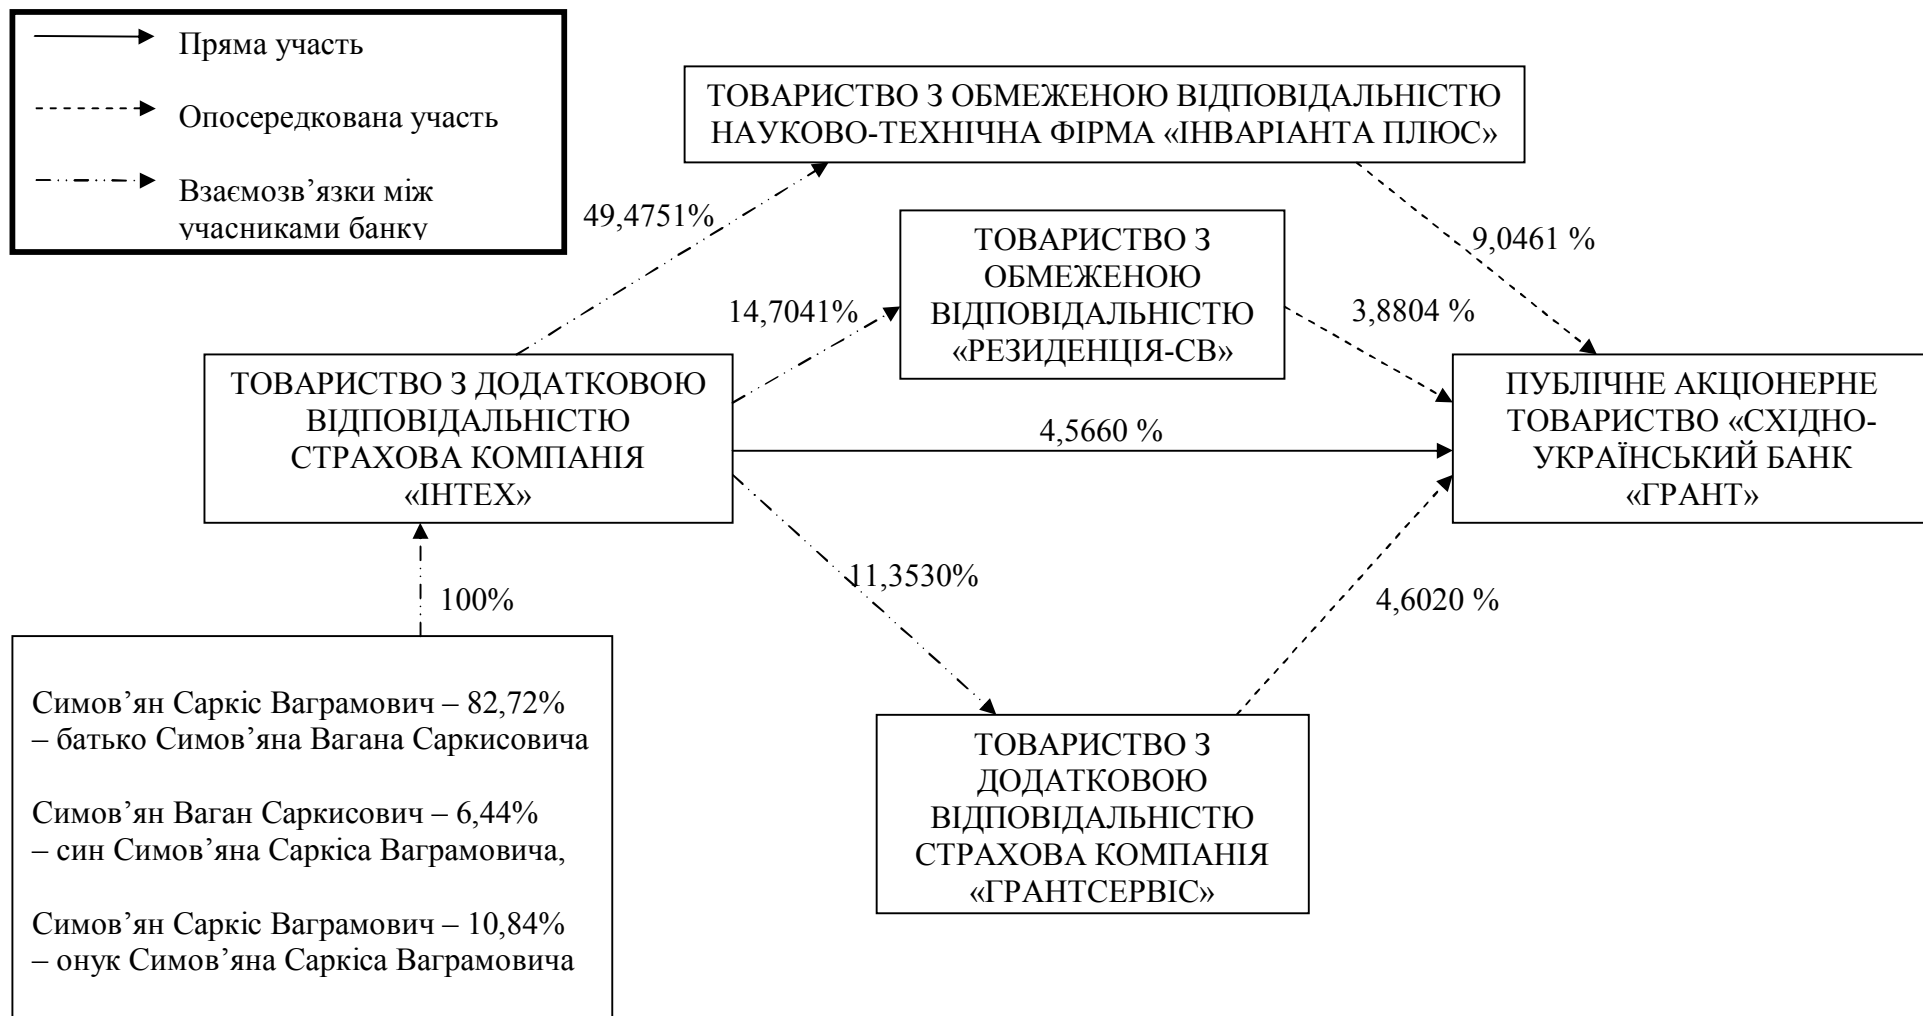 Пряма участь
Опосередкована участь
Взаємозв’язки між
учасниками банку
ТОВАРИСТВО З ОБМЕЖЕНОЮ ВІДПОВІДАЛЬНІСТЮ
НАУКОВО-ТЕХНІЧНА ФІРМА «ІНВАРІАНТА ПЛЮС»
49,4751%
9,0461 %
ТОВАРИСТВО З
ОБМЕЖЕНОЮ
ВІДПОВІДАЛЬНІСТЮ
«РЕЗИДЕНЦІЯ-СВ»
14,7041%
3,8804 %
ТОВАРИСТВО З ДОДАТКОВОЮ
ВІДПОВІДАЛЬНІСТЮ
СТРАХОВА КОМПАНІЯ
«ІНТЕХ»
4,5660 %
ПУБЛІЧНЕ АКЦІОНЕРНЕ
ТОВАРИСТВО «СХІДНО-
УКРАЇНСЬКИЙ БАНК
«ГРАНТ»
11,3530%
4,6020 %
100%
Симов’ян Саркіс Ваграмович – 82,72%
– батько Симов’яна Вагана Саркисовича
Симов’ян Ваган Саркисович – 6,44%
– син Симов’яна Саркіса Ваграмовича,
Симов’ян Саркіс Ваграмович – 10,84%
– онук Симов’яна Саркіса Ваграмовича
ТОВАРИСТВО З
ДОДАТКОВОЮ
ВІДПОВІДАЛЬНІСТЮ
СТРАХОВА КОМПАНІЯ
«ГРАНТСЕРВІС»